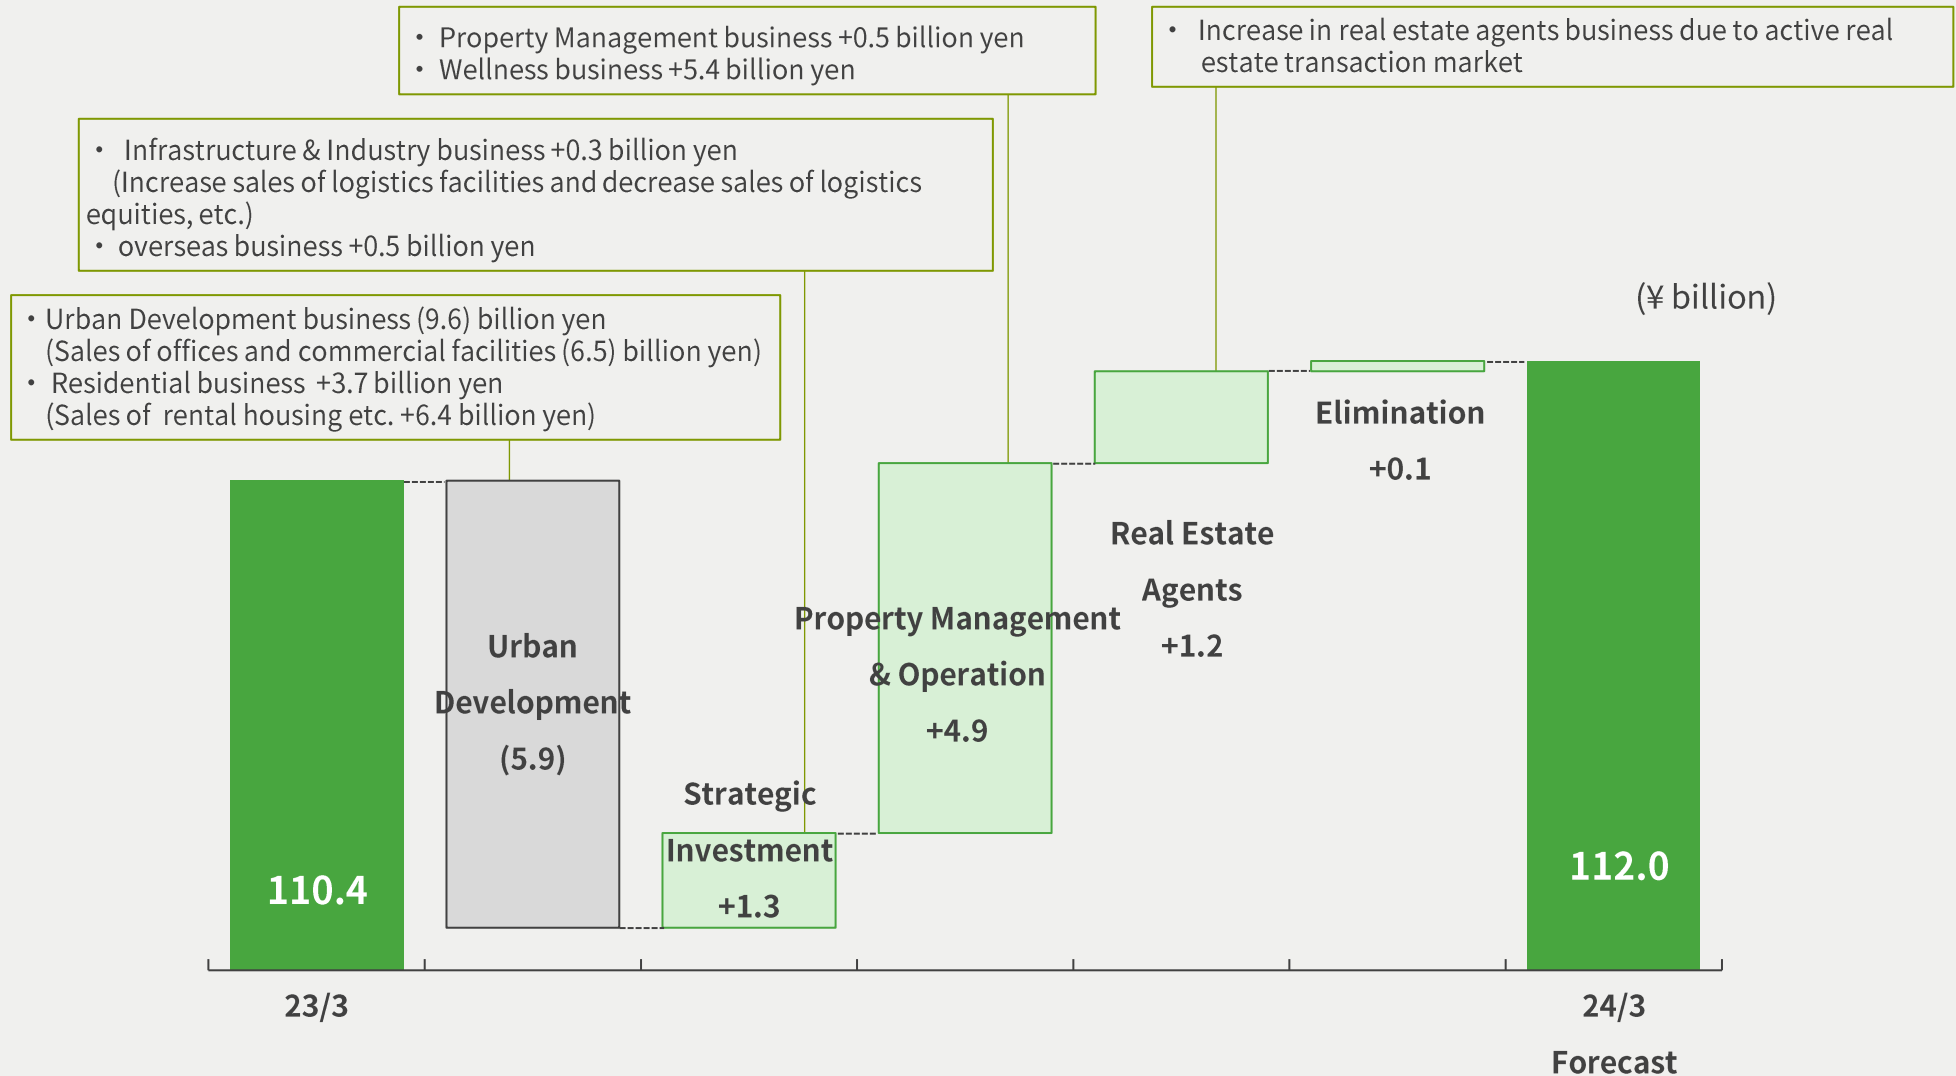 ・ Property Management business +0.5 billion yen
・ Wellness business +5.4 billion yen
・ Increase in real estate agents business due to active real
estate transaction market
・ Infrastructure & Industry business +0.3 billion yen
(Increase sales of logistics facilities and decrease sales of logistics
equities, etc.)
・ overseas business +0.5 billion yen
・Urban Development business (9.6) billion yen
(Sales of offices and commercial facilities (6.5) billion yen)
・ Residential business +3.7 billion yen
(Sales of rental housing etc. +6.4 billion yen)
(¥ billion)
110.4
Urban
Development
(5.9)
Strategic
Investment
+1.3
Property Management
& Operation
+4.9
Real Estate
Agents
+1.2
Elimination
+0.1
112.0
23/3
24/3
Forecast